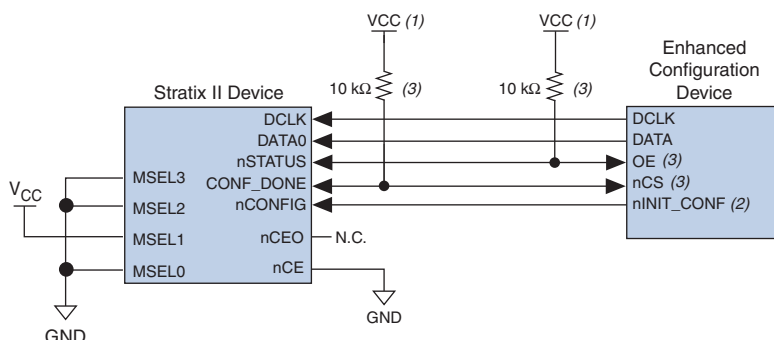 VCC (1)
VCC (1)
Enhanced
Configuration
Device
Stratix II Device
10 kΩ
(3)
10 kΩ
(3)
DCLK
DATA0
nSTATUS
CONF_DONE
nCONFIG
nCEO
nCE
MSEL3
MSEL2
MSEL1
MSEL0
VCC
GND
N.C.
GND
DCLK
DATA
OE (3)
nCS (3)
nINIT_CONF (2)